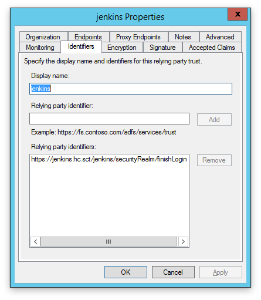 jenkins Properties
x
Organization Endpoints Proxy Endpoints Notes Advanced
Monitoring Identifiers Encryption Signature Accepted Claims
Specify the display name and identifiers for this relying party trust.
Display name:
jenkins
Relying party identifier:
Add
Example: https://fs.contoso.com/adfs/services/trust
Relying party identifiers:
https://jenkins.hc.sct/jenkins/securityRealm/finishLogin
Remove
OK Cancel Apply